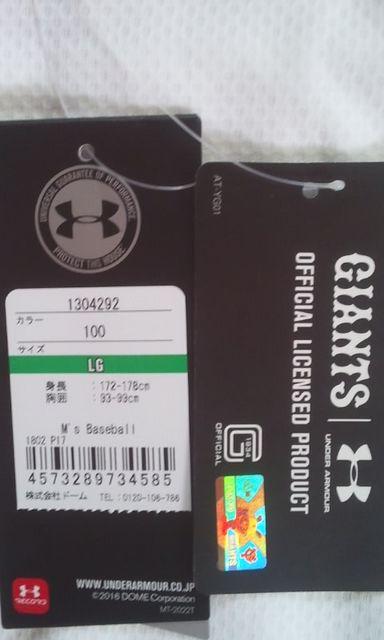 UNIVERSAL GUARANTEE OF PERFORMANCE
PROTECT THIS HOUSE
1304292
カラー
100
サイズ
LG
身長 : 172-178cm
胸囲 : 93-99cm
M's Baseball
1802 P17
4573289734585
株式会社ドーム TEL:0120-106-786
WWW.UNDERARMOUR.CO.JP
©2016 DOME Corporation
MT-2022T
AT-YG01
GIANTS
UNDER ARMOUR
OFFICIAL LICENSED PRODUCT
1934
OFFICIAL
GIANTS